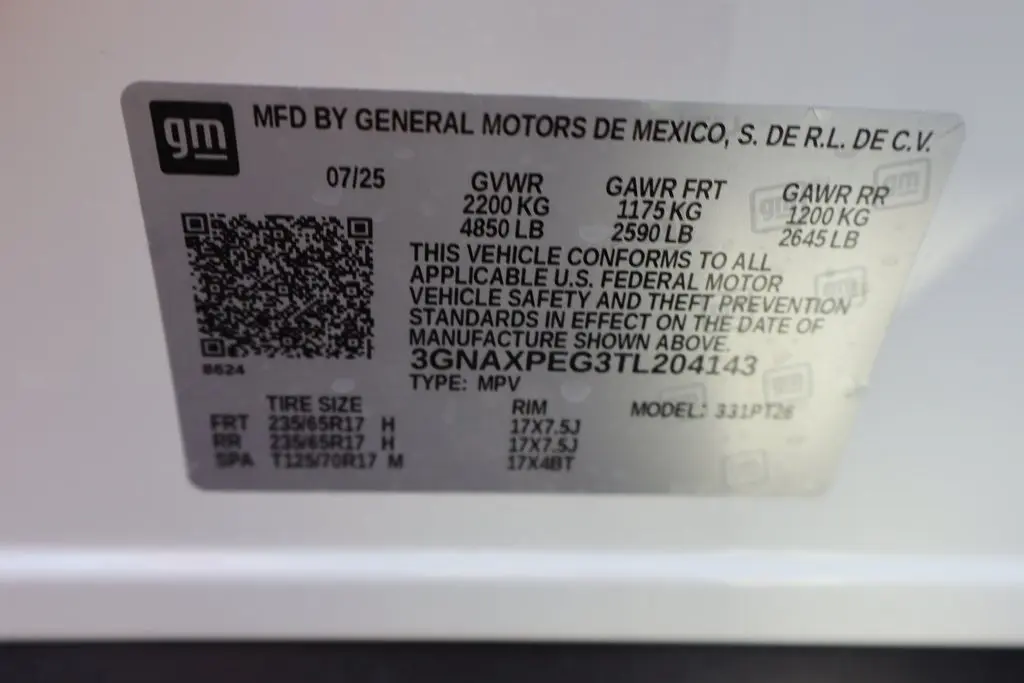 gm
MFD BY GENERAL MOTORS DE MEXICO, S. DE R.L. DE C.V.
07/25 GVWR GAWR FRT GAWR RR
2200 KG 1175 KG 1200 KG
4850 LB 2590 LB 2645 LB
THIS VEHICLE CONFORMS TO ALL
APPLICABLE U.S. FEDERAL MOTOR
VEHICLE SAFETY AND THEFT PREVENTION
STANDARDS IN EFFECT ON THE DATE OF
MANUFACTURE SHOWN ABOVE.
3GNAXPEG3TL204143
8624
TYPE: MPV
TIRE SIZE RIM MODEL: 331PT26
FRT 235/65R17 H 17X7.5J
RR 235/65R17 H 17X7.5J
SPA T125/70R17 M 17X4BT